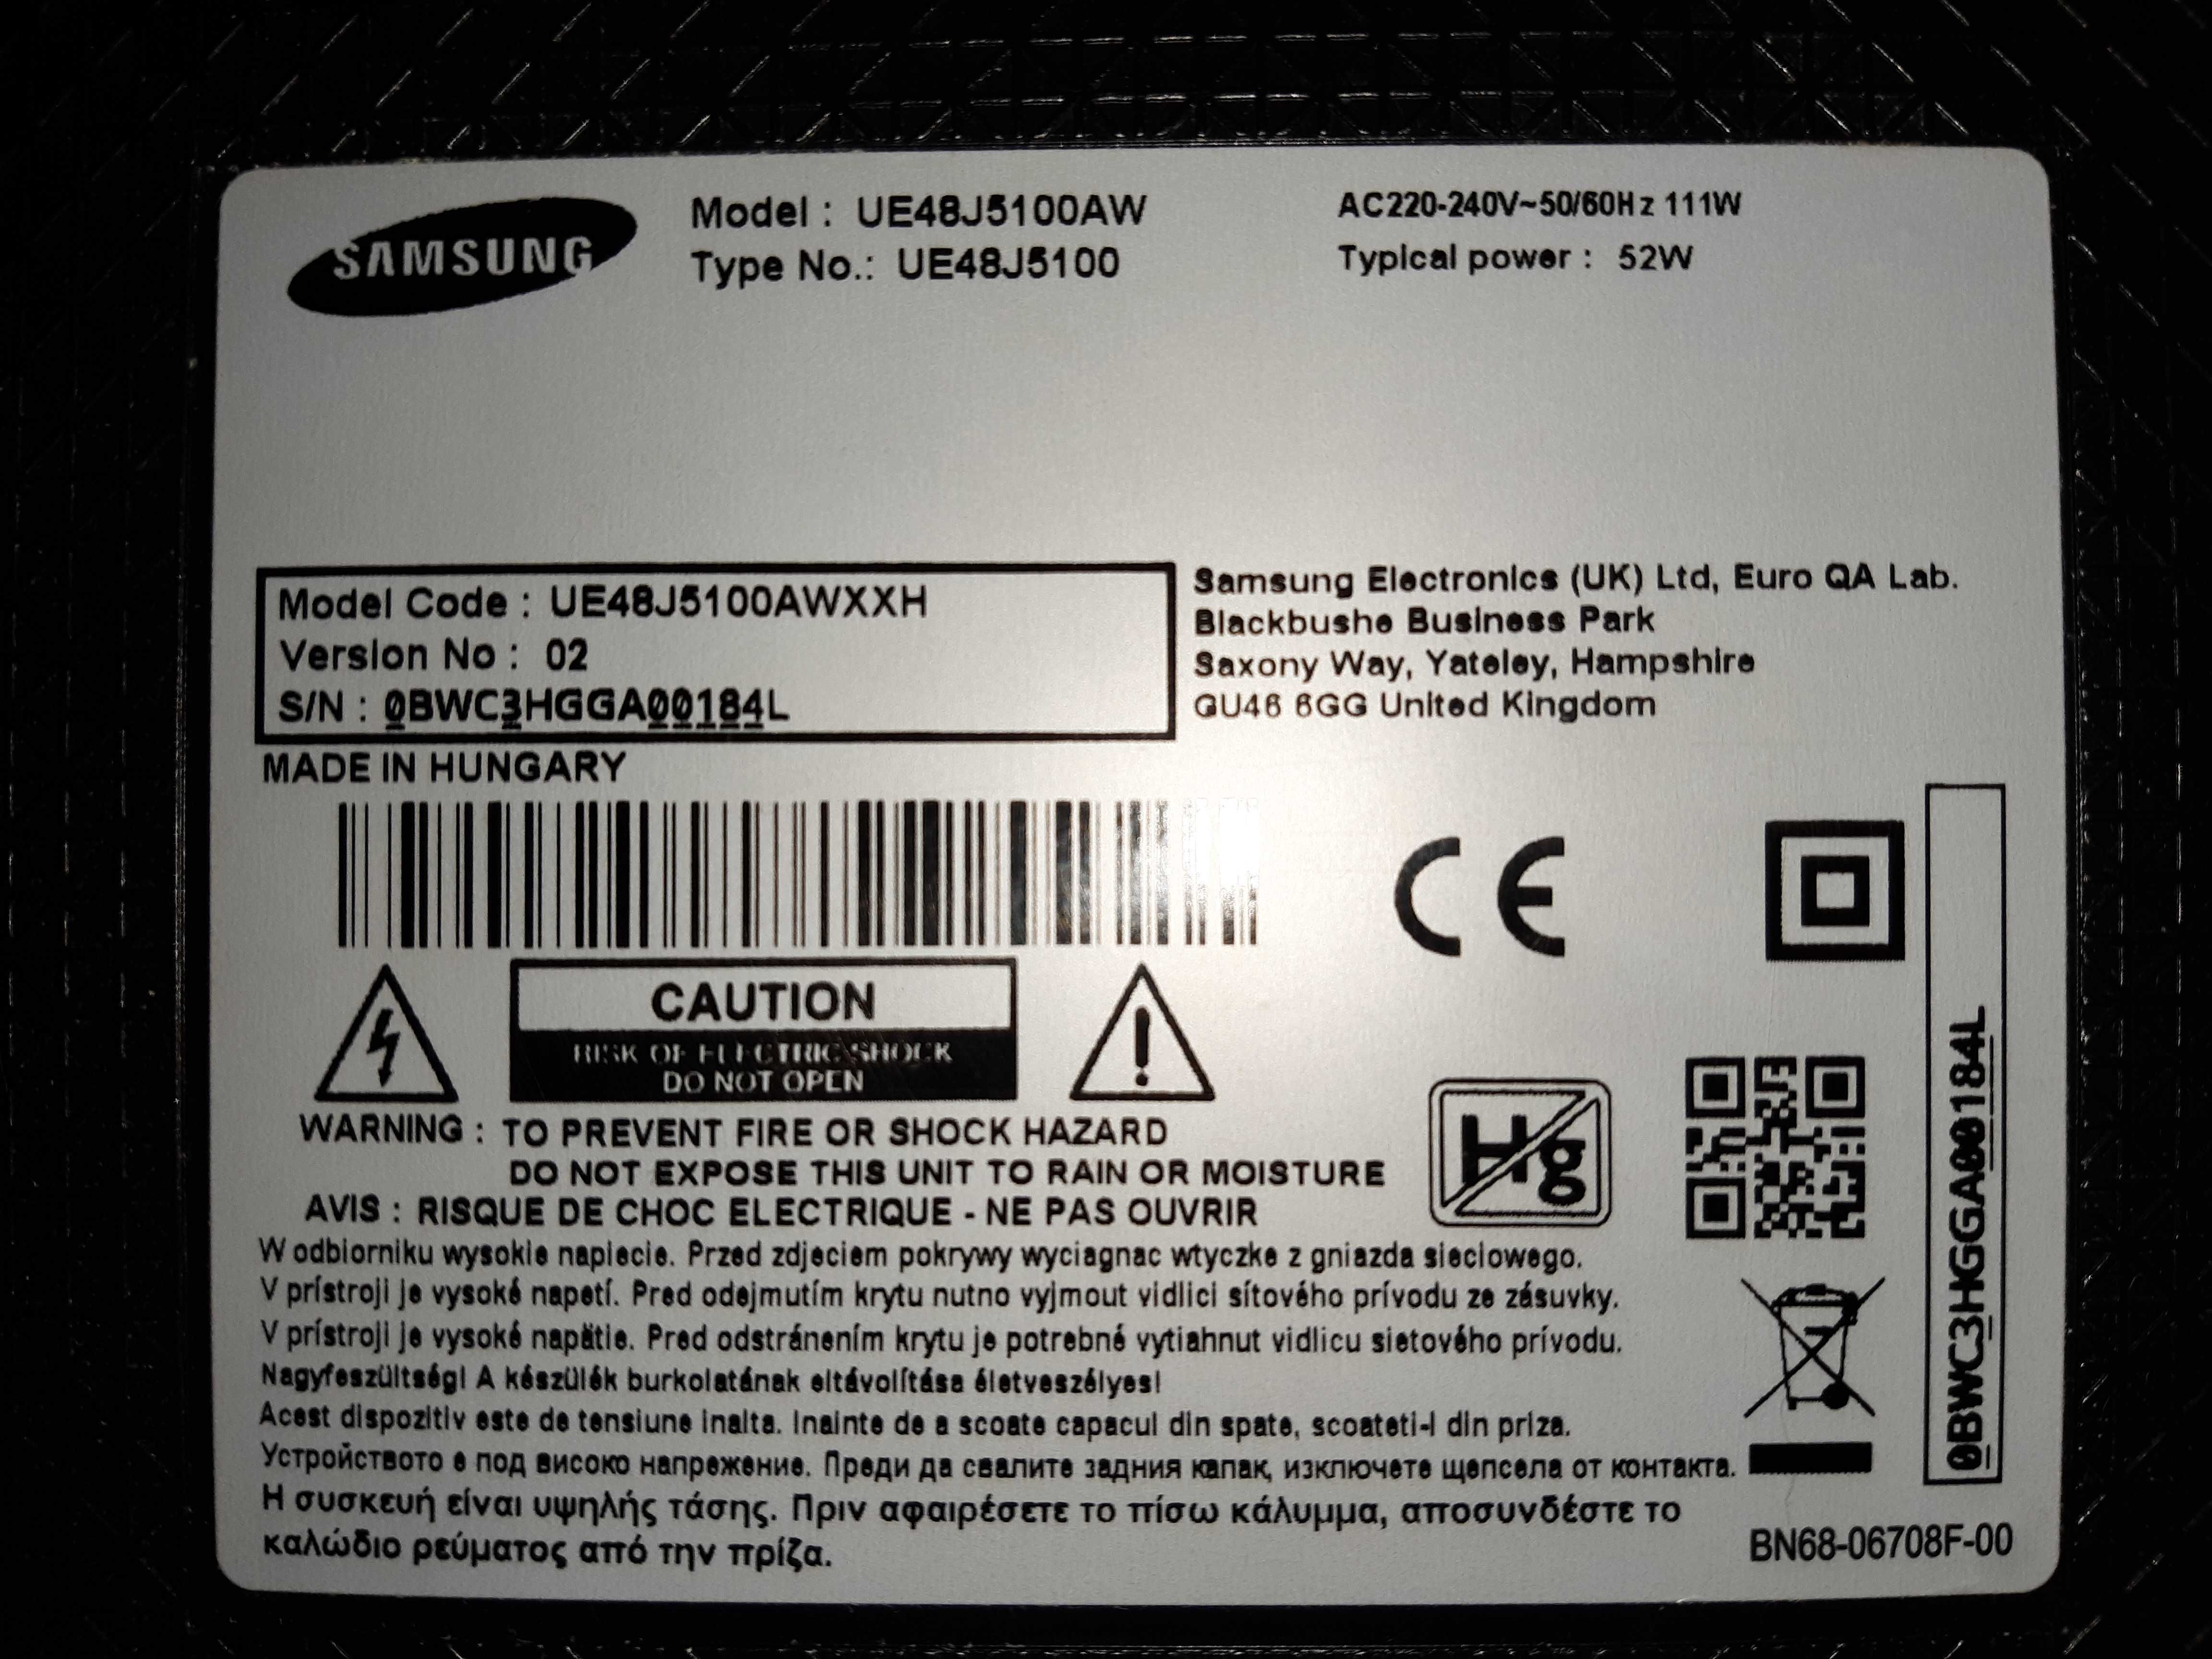 SAMSUNG
Model : UE48J5100AW
Type No.: UE48J5100
AC220-240V~50/60Hz 111W
Typical power : 52W
Model Code : UE48J5100AWXXH
Version No : 02
S/N : 0BWC3HGGA00184L
Samsung Electronics (UK) Ltd, Euro QA Lab.
Blackbushe Business Park
Saxony Way, Yateley, Hampshire
GU46 6GG United Kingdom
MADE IN HUNGARY
CE
CAUTION
RISK OF ELECTRIC SHOCK
DO NOT OPEN
WARNING : TO PREVENT FIRE OR SHOCK HAZARD
DO NOT EXPOSE THIS UNIT TO RAIN OR MOISTURE
AVIS : RISQUE DE CHOC ELECTRIQUE - NE PAS OUVRIR
Hg
0BWC3HGGA00184L
W odbiorniku wysokie napiecie. Przed zdjeciem pokrywy wyciagnac wtyczke z gniazda sieciowego.
V prístroji je vysoké napetí. Pred odejmutím krytu nutno vyjmout vidlici sítového prívodu ze zásuvky.
V prístroji je vysoké napätie. Pred odstránením krytu je potrebné vytiahnut vidlicu sietového prívodu.
Nagyfeszültség! A készülék burkolatának eltávolítása életveszélyes!
Acest dispozitiv este de tensiune inalta. Inainte de a scoate capacul din spate, scoateti-l din priza.
Устройството е под високо напрежение. Преди да свалите задния капак, изключете щепсела от контакта.
Η συσκευή είναι υψηλής τάσης. Πριν αφαιρέσετε το πίσω κάλυμμα, αποσυνδέστε το
καλώδιο ρεύματος από την πρίζα.
BN68-06708F-00